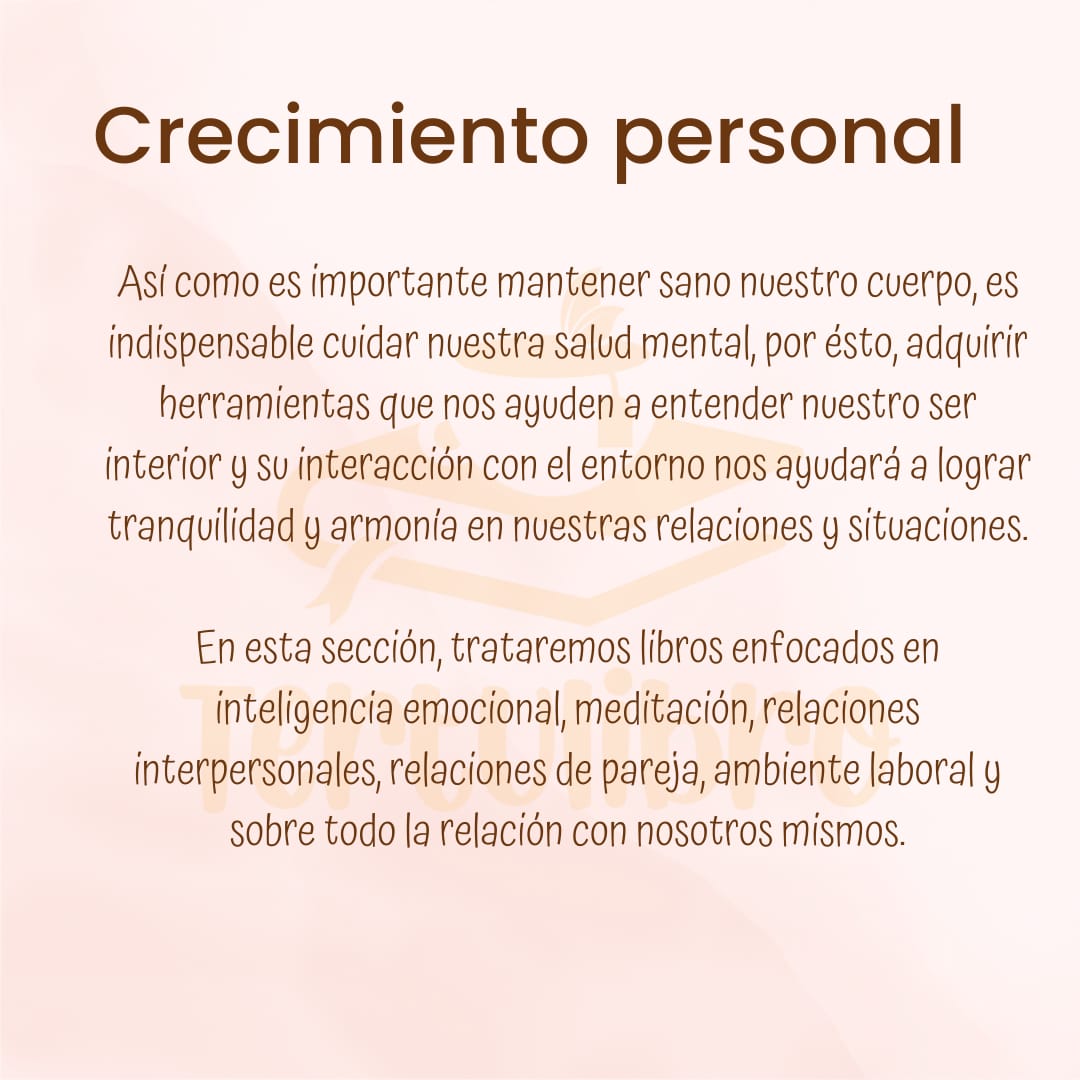 Crecimiento personal
Así como es importante mantener sano nuestro cuerpo, es
indispensable cuidar nuestra salud mental, por ésto, adquirir
herramientas que nos ayuden a entender nuestro ser
interior y su interacción con el entorno nos ayudará a lograr
tranquilidad y armonía en nuestras relaciones y situaciones.
En esta sección, trataremos libros enfocados en
inteligencia emocional, meditación, relaciones
Tertulibro
interpersonales, relaciones de pareja, ambiente laboral y
sobre todo la relación con nosotros mismos.